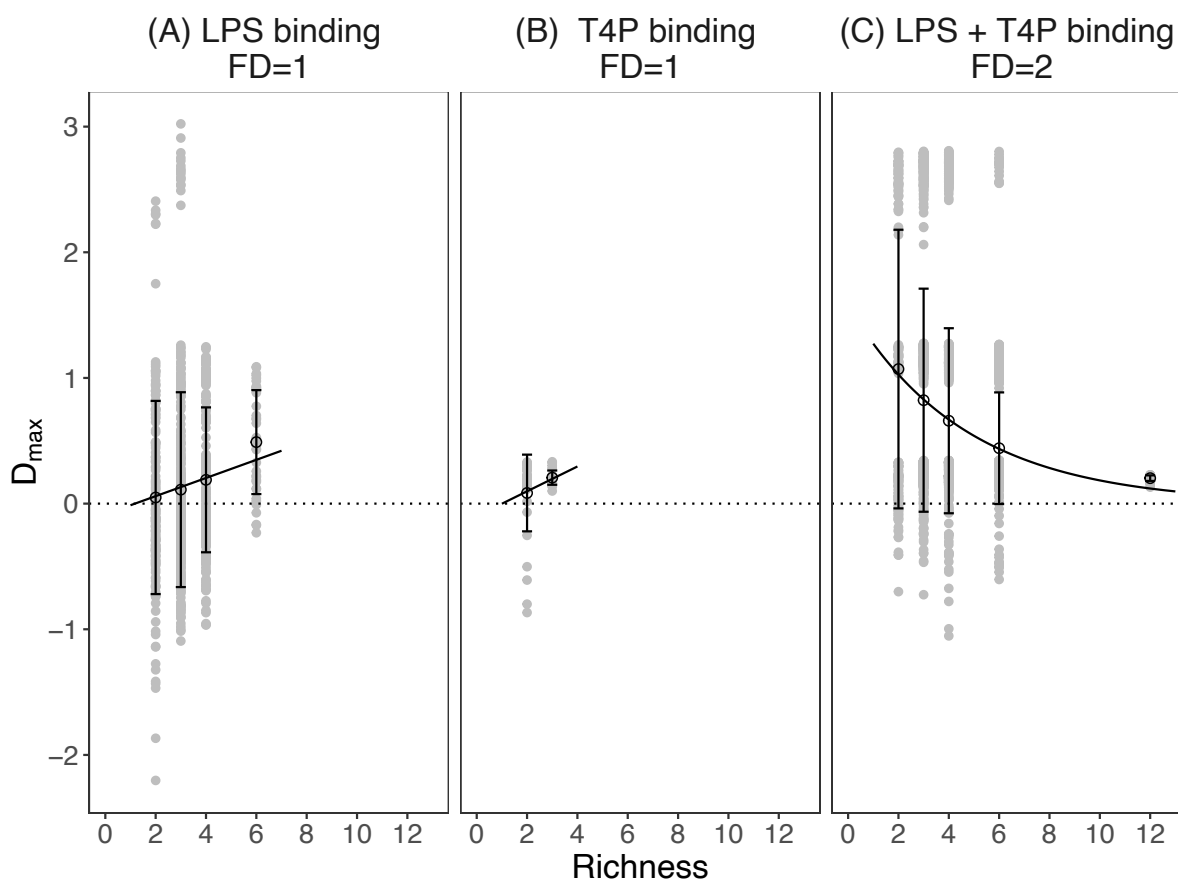 (A) LPS binding
FD=1
(B) T4P binding
FD=1
(C) LPS + T4P binding
FD=2
Dmax
3
2
1
0
−1
−2
0 2 4 6 8 10 12
0 2 4 6 8 10 12
0 2 4 6 8 10 12
Richness